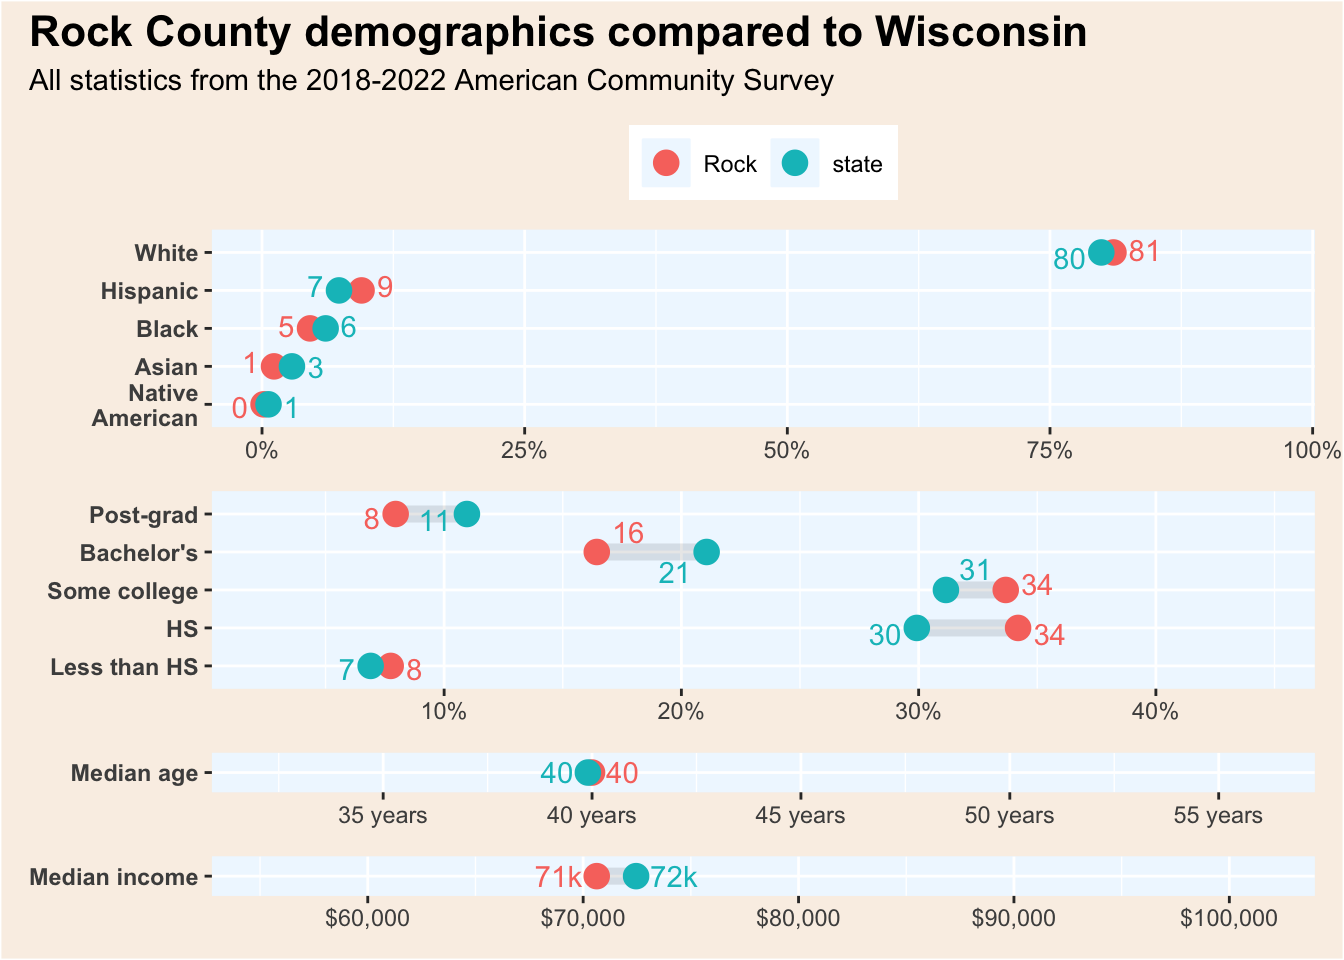 Rock County demographics compared to Wisconsin
All statistics from the 2018-2022 American Community Survey
Rock state
White 80 81
Hispanic 7 9
Black 5 6
Asian 1 3
Native
American 0 1
0% 25% 50% 75% 100%
Post-grad 8 11
Bachelor's 16 21
Some college 31 34
HS 30 34
Less than HS 7 8
10% 20% 30% 40%
Median age 40 40
35 years 40 years 45 years 50 years 55 years
Median income 71k 72k
$60,000 $70,000 $80,000 $90,000 $100,000